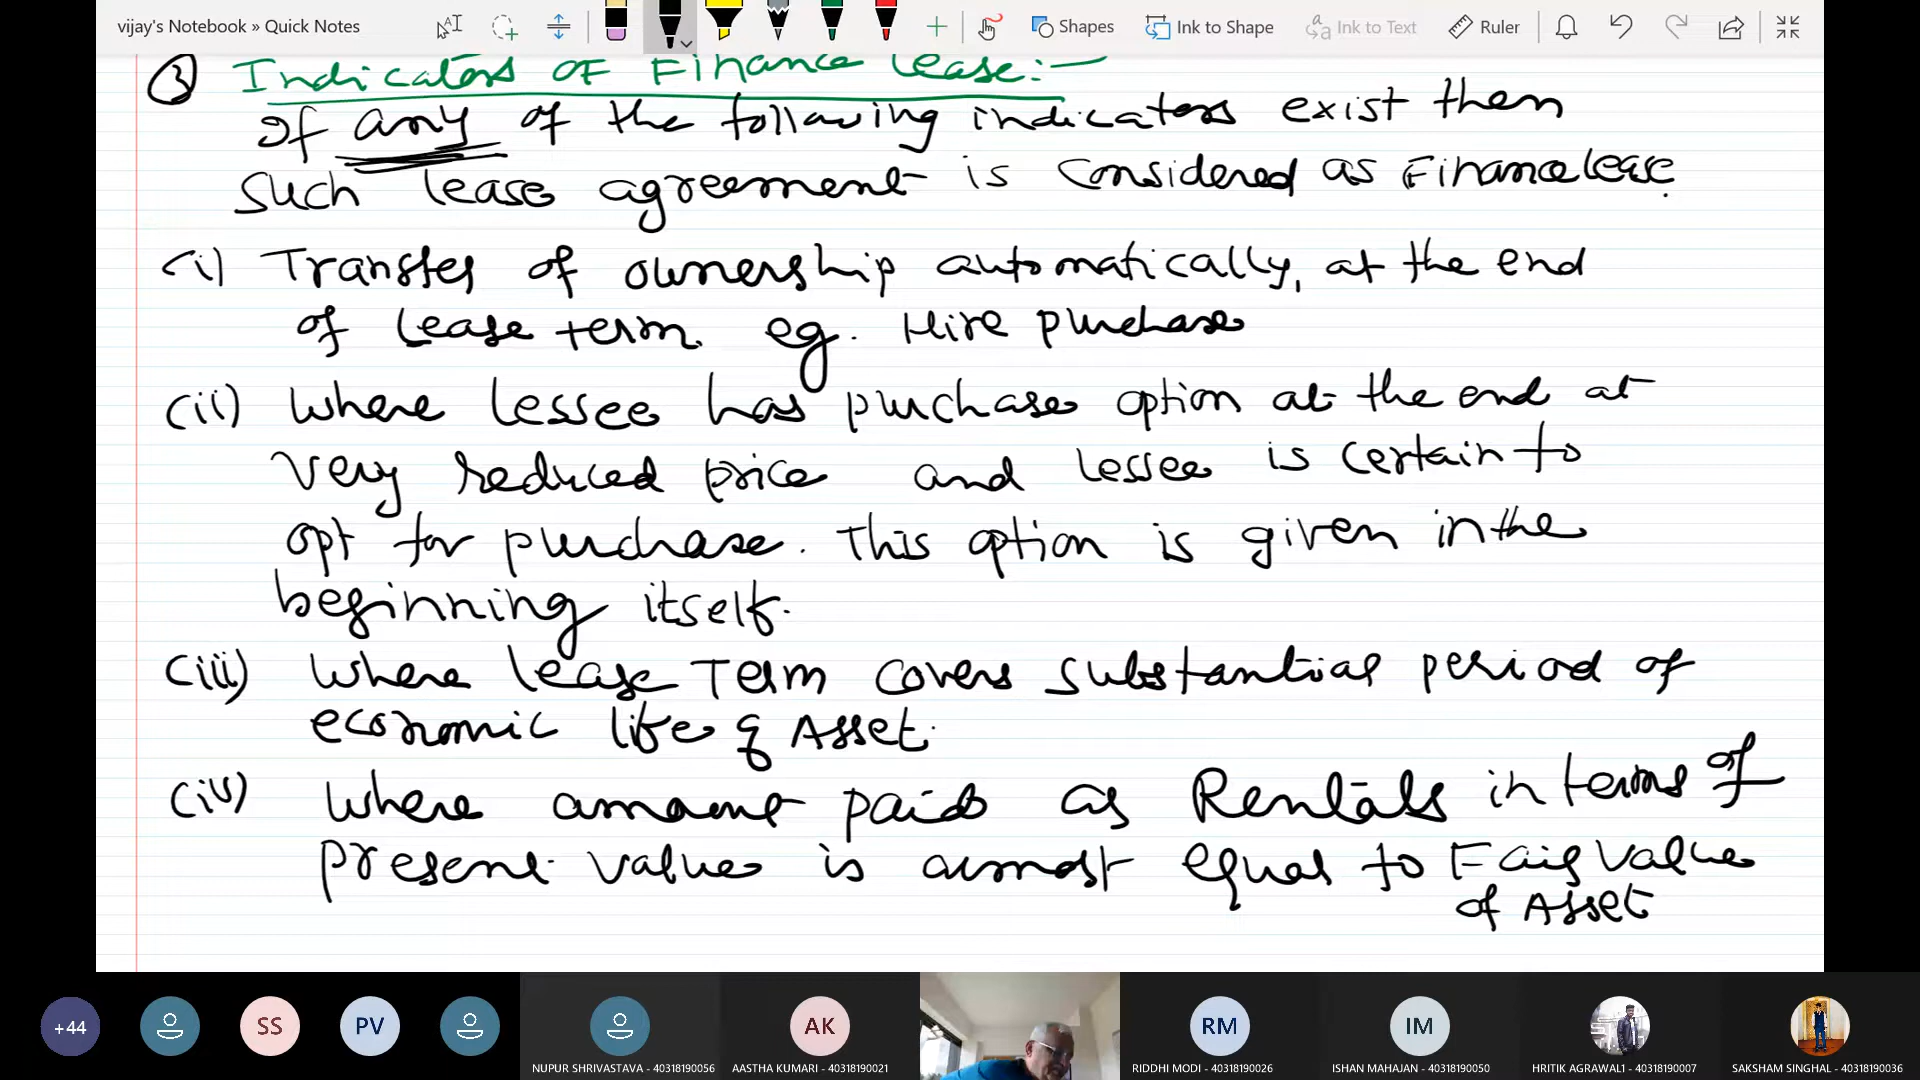 vijay's Notebook » Quick Notes
Shapes
Ink to Shape
Ink to Text
Ruler
3 Indicators of Finance lease:-
If any of the following indicators exist then
such lease agreement is considered as Finance lease.
(i) Transfer of ownership automatically, at the end
of lease term. eg. Hire purchase
(ii) Where lessee has purchase option at the end at
very reduced price and lessee is certain to
opt for purchase. This option is given in the
beginning itself.
(iii) Where lease Term covers substantial period of
economic life of Asset.
(iv) Where amount paid as Rentals in terms of
present value is almost equal to Fair value
of Asset
+44
SS
PV
AK
RM
IM
NUPUR SHRIVASTAVA - 40318190056
AASTHA KUMARI - 40318190021
RIDDHI MODI - 40318190026
ISHAN MAHAJAN - 40318190050
HRITIK AGRAWAL1 - 40318190007
SAKSHAM SINGHAL - 40318190036